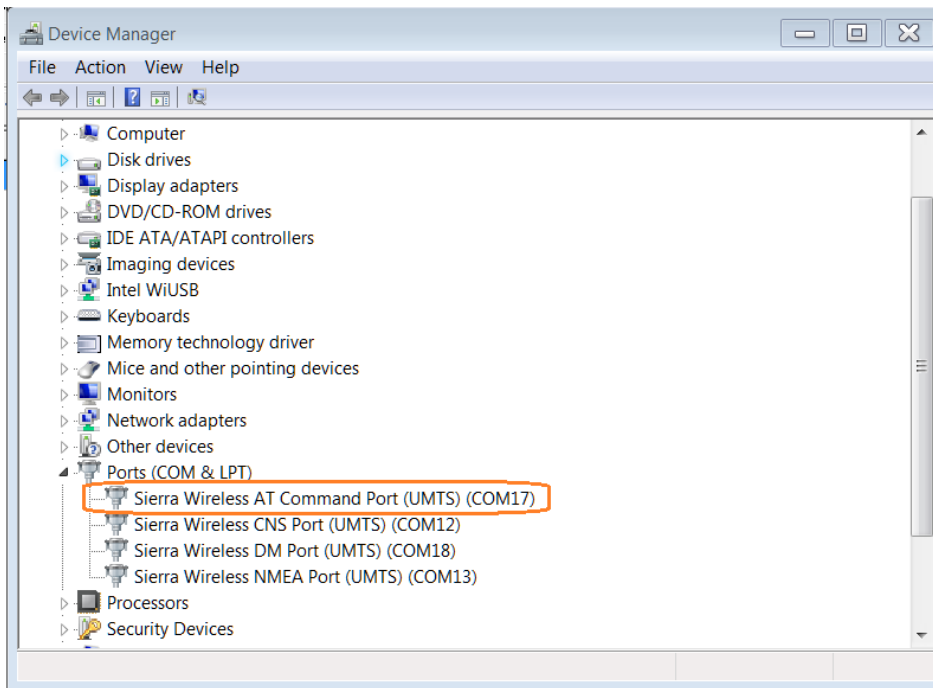 Device Manager
File Action View Help
Computer
Disk drives
Display adapters
DVD/CD-ROM drives
IDE ATA/ATAPI controllers
Imaging devices
Intel WiUSB
Keyboards
Memory technology driver
Mice and other pointing devices
Monitors
Network adapters
Other devices
Ports (COM & LPT)
Sierra Wireless AT Command Port (UMTS) (COM17)
Sierra Wireless CNS Port (UMTS) (COM12)
Sierra Wireless DM Port (UMTS) (COM18)
Sierra Wireless NMEA Port (UMTS) (COM13)
Processors
Security Devices